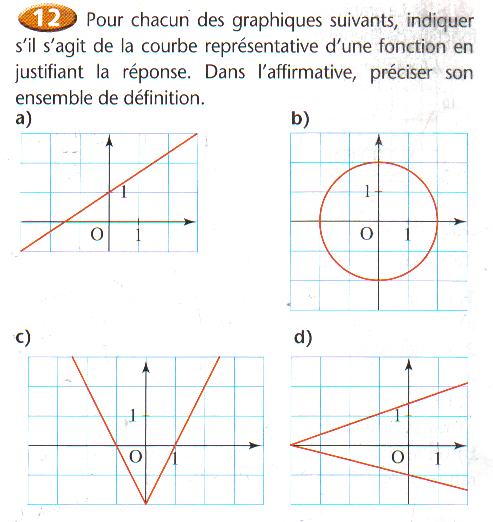 12 Pour chacun des graphiques suivants, indiquer
s'il s'agit de la courbe représentative d'une fonction en
justifiant la réponse. Dans l'affirmative, préciser son
ensemble de définition.
a) b)
1 1
O 1 O 1
c) d)
1 1
O 1 O 1